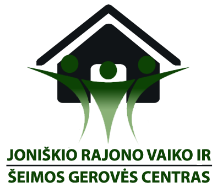 JONIŠKIO RAJONO VAIKO IR
ŠEIMOS GEROVĖS CENTRAS